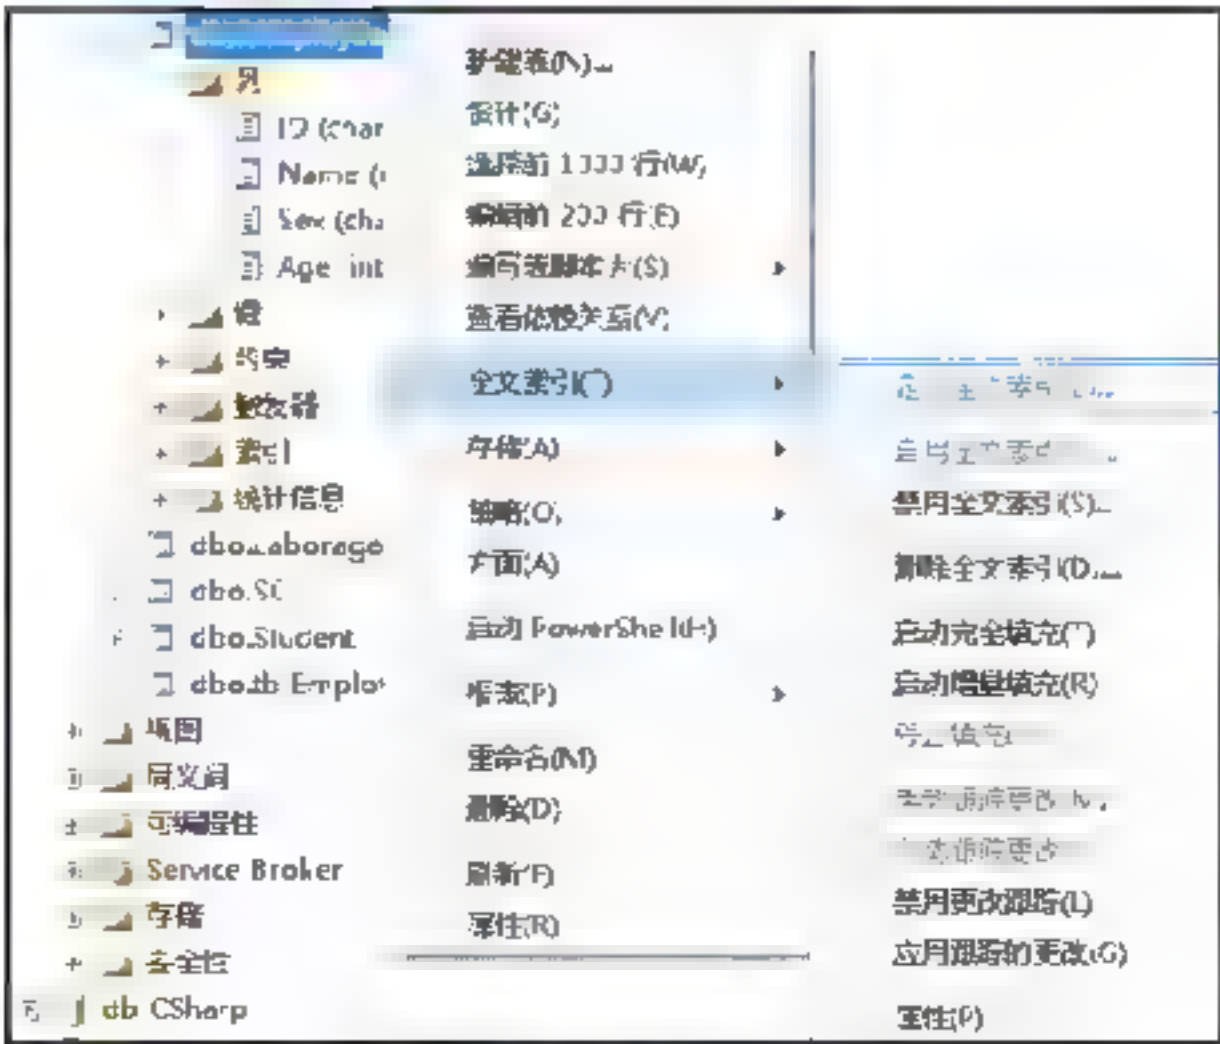 列
ID (char
Name (
Sex (cha
Age int
键
约束
触发器
索引
统计信息
dbo.SC
dbo.Student
dbo.tb Employ
视图
同义词
可编程性
Service Broker
存储
安全性
db CSharp
新建表(N)...
设计(G)
选择前 1000 行(W)
编辑前 200 行(E)
编写表脚本为(S)
查看依赖关系(V)
全文索引(T)
存储(A)
策略(O)
方面(A)
启动 PowerShell(H)
报表(P)
重命名(M)
删除(D)
刷新(F)
属性(R)
禁用全文索引(S)...
删除全文索引(D)...
启动完全填充(T)
启动增量填充(R)
停止填充
禁用更改跟踪(L)
应用跟踪的更改(G)
属性(P)